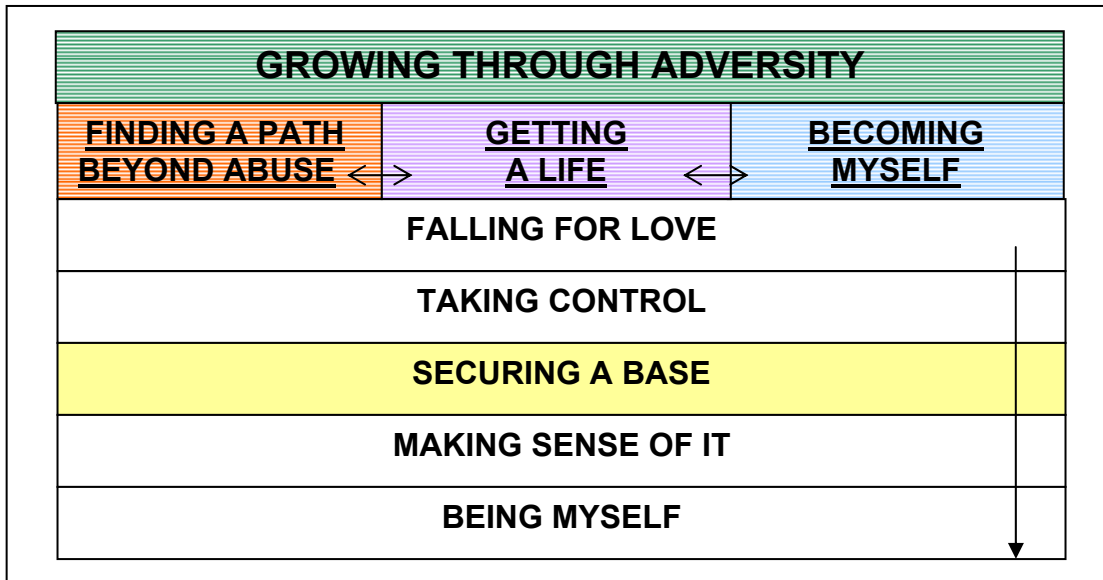 GROWING THROUGH ADVERSITY
FINDING A PATH
BEYOND ABUSE
GETTING
A LIFE
BECOMING
MYSELF
FALLING FOR LOVE
TAKING CONTROL
SECURING A BASE
MAKING SENSE OF IT
BEING MYSELF